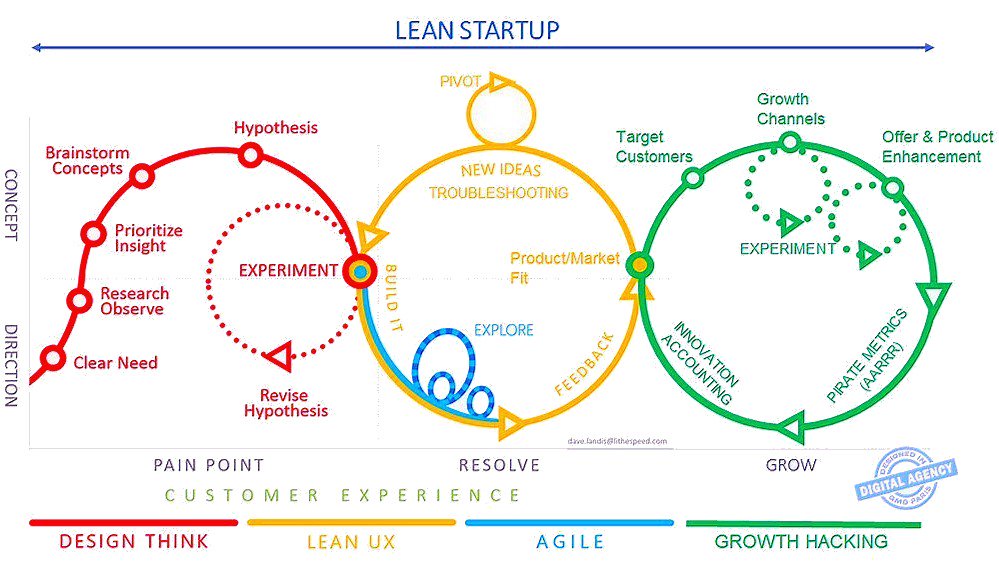 LEAN STARTUP
PIVOT
Growth
Channels
Hypothesis
Target
Customers
Offer & Product
Enhancement
Brainstorm
Concepts
NEW IDEAS
TROUBLESHOOTING
CONCEPT
Prioritize
Insight
EXPERIMENT
EXPERIMENT
Product/Market
Fit
BUILD IT
Research
Observe
EXPLORE
DIRECTION
Clear Need
FEEDBACK
INNOVATION
ACCOUNTING
PIRATE METRICS
(AARRR)
Revise
Hypothesis
dave.landis@lithespeed.com
PAIN POINT
RESOLVE
GROW
DESIGNED IN
DIGITAL AGENCY
GMO PARIS
CUSTOMER EXPERIENCE
DESIGN THINK
LEAN UX
AGILE
GROWTH HACKING